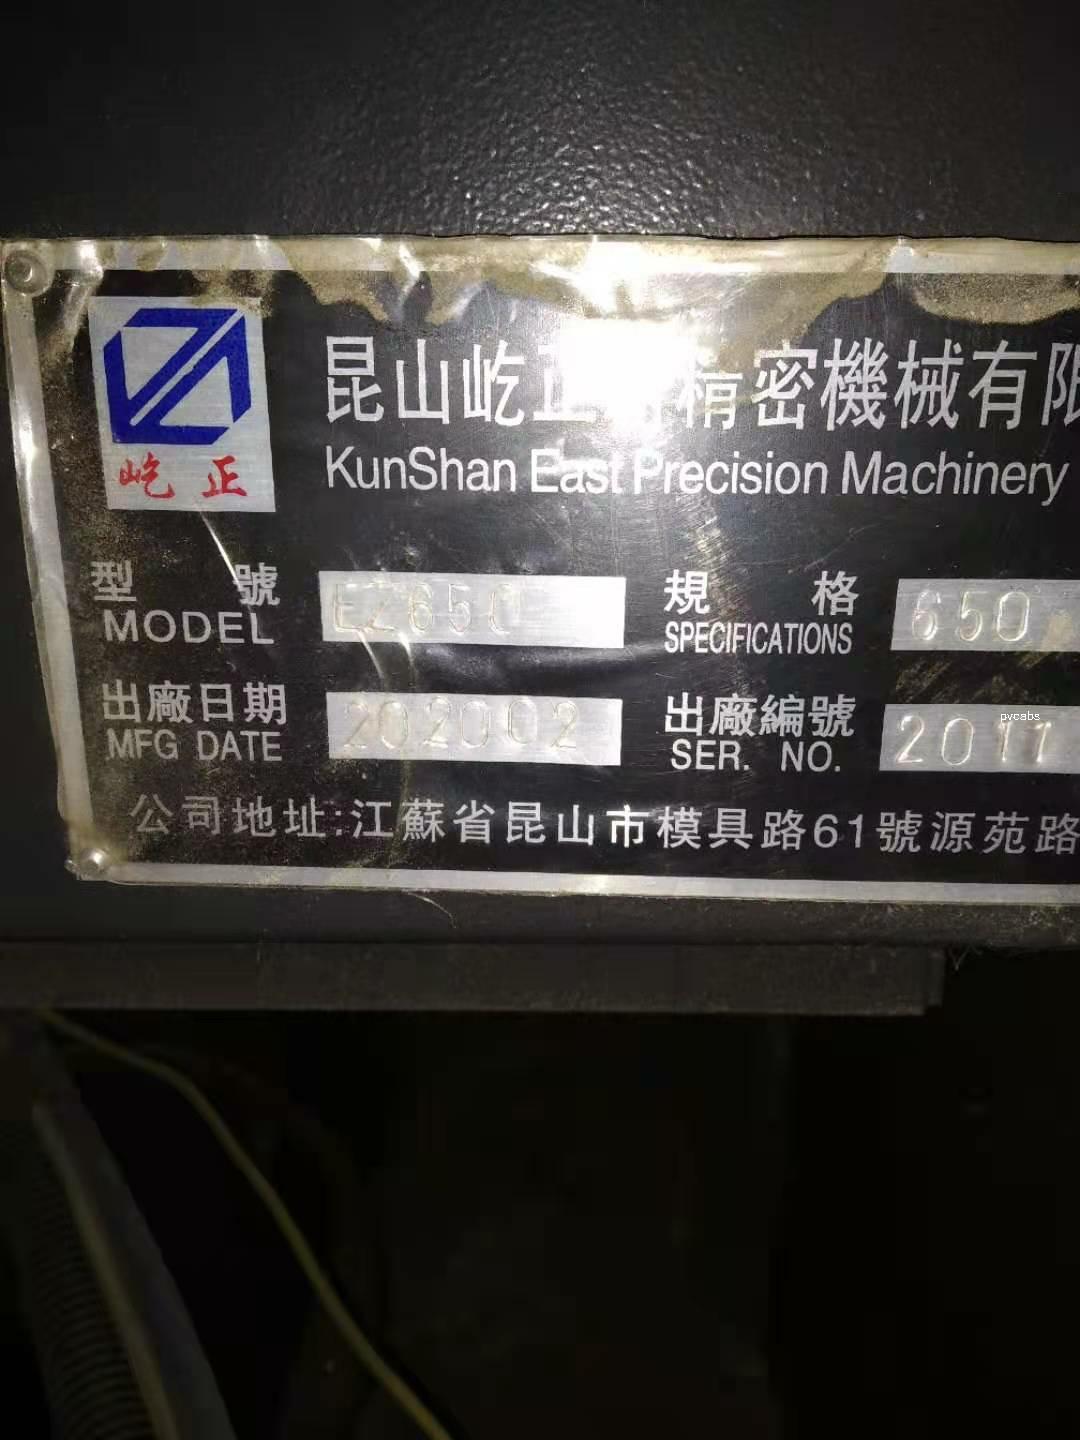 屹正
昆山屹正 精密機械有限
KunShan East Precision Machinery
型 號 EZ650 規 格 650
MODEL SPECIFICATIONS
出廠日期 202002 出廠編號 2011
MFG DATE SER. NO.
pvcabs
公司地址:江蘇省昆山市模具路61號源苑路